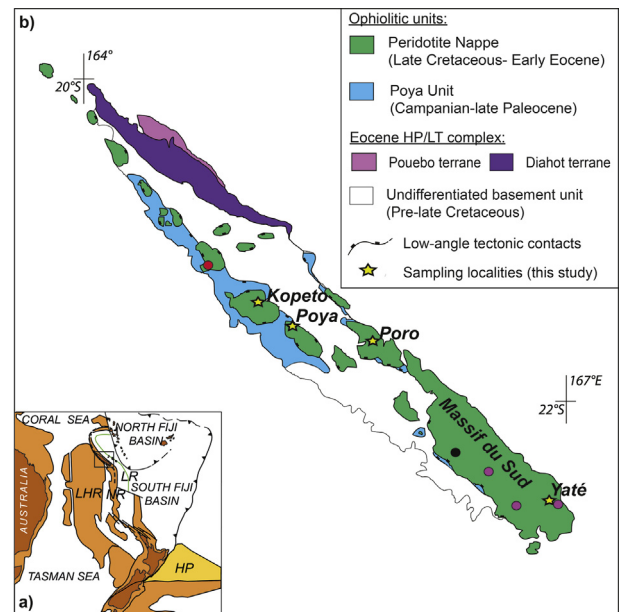 b)
164°
20°S
Ophiolitic units:
Peridotite Nappe
(Late Cretaceous- Early Eocene)
Poya Unit
(Campanian-late Paleocene)
Eocene HP/LT complex:
Pouebo terrane
Diahot terrane
Undifferentiated basement unit
(Pre-late Cretaceous)
Low-angle tectonic contacts
Sampling localities (this study)
Kopeto
Poya
Poro
167°E
22°S
Massif du Sud
Yaté
CORAL SEA
NORTH FIJI
BASIN
AUSTRALIA
LHR
NR
LR
SOUTH FIJI
BASIN
TASMAN SEA
HP
a)